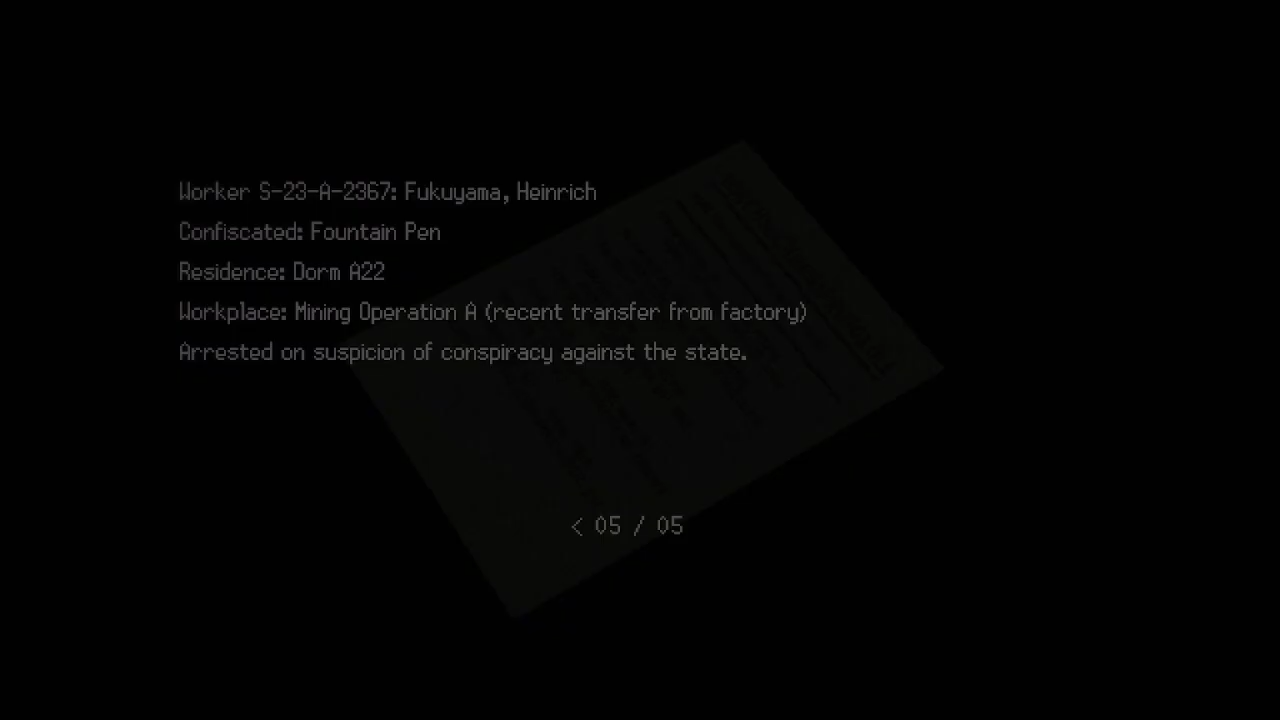 Worker S-23-A-2367: Fukuyama, Heinrich
Confiscated: Fountain Pen
Residence: Dorm A22
Workplace: Mining Operation A (recent transfer from factory)
Arrested on suspicion of conspiracy against the state.
< 05 / 05